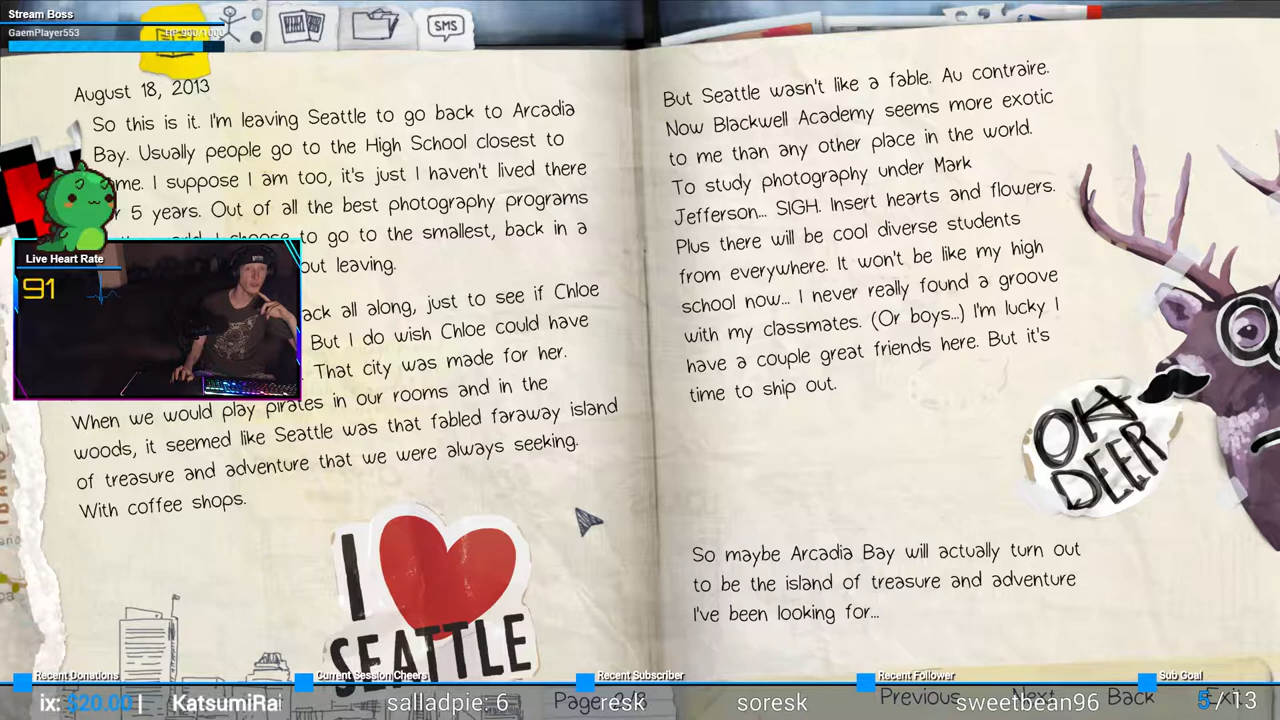 Stream Boss
GaemPlayer553
HP: 900/1000
SMS
August 18, 2013
So this is it. I'm leaving Seattle to go back to Arcadia
Bay. Usually people go to the High School closest to
me. I suppose I am too, it's just I haven't lived there
5 years. Out of all the best photography programs
to go to the smallest, back in a
out leaving.
ack all along, just to see if Chloe
But I do wish Chloe could have
That city was made for her.
When we would play pirates in our rooms and in the
woods, it seemed like Seattle was that fabled faraway island
of treasure and adventure that we were always seeking.
With coffee shops.
Live Heart Rate
91
I
SEATTLE
But Seattle wasn't like a fable. Au contraire.
Now Blackwell Academy seems more exotic
to me than any other place in the world.
To study photography under Mark
Jefferson... SIGH. Insert hearts and flowers.
Plus there will be cool diverse students
from everywhere. It won't be like my high
school now... I never really found a groove
with my classmates. (Or boys...) I'm lucky I
have a couple great friends here. But it's
time to ship out.
OH
DEER
So maybe Arcadia Bay will actually turn out
to be the island of treasure and adventure
I've been looking for...
Recent Donations
Current Session Cheers
Recent Subscriber
Recent Follower
Sub Goal
ix: $20.00 | KatsumiRai
salladpie: 6
resk
soresk
sweetbean96
5 / 13
Page
Previous
Next
Back